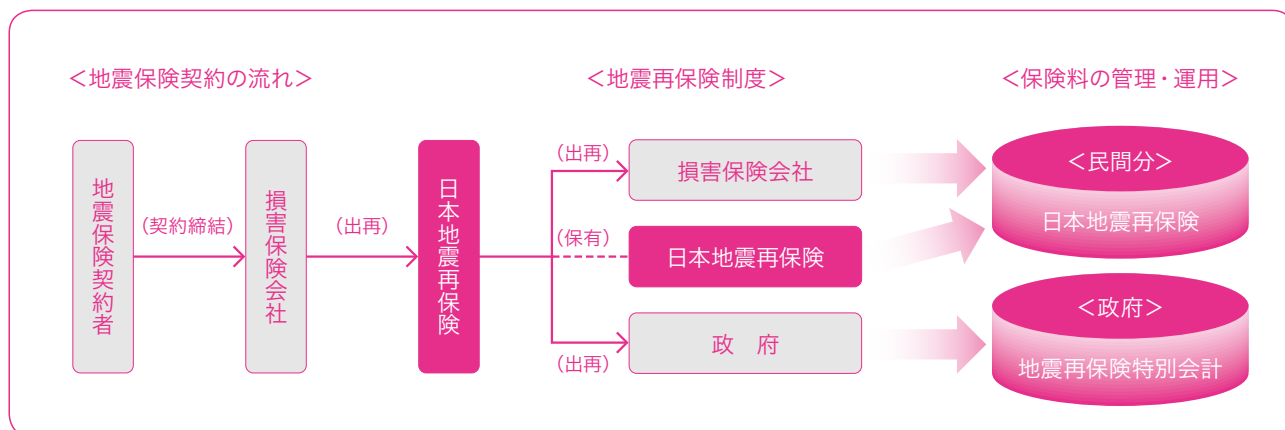 ＜地震保険契約の流れ＞
＜地震再保険制度＞
＜保険料の管理・運用＞
地震保険契約者
（契約締結）
損害保険会社
（出再）
日本地震再保険
（出再）
損害保険会社
（保有）
日本地震再保険
（出再）
政　府
＜民間分＞
日本地震再保険
＜政府＞
地震再保険特別会計